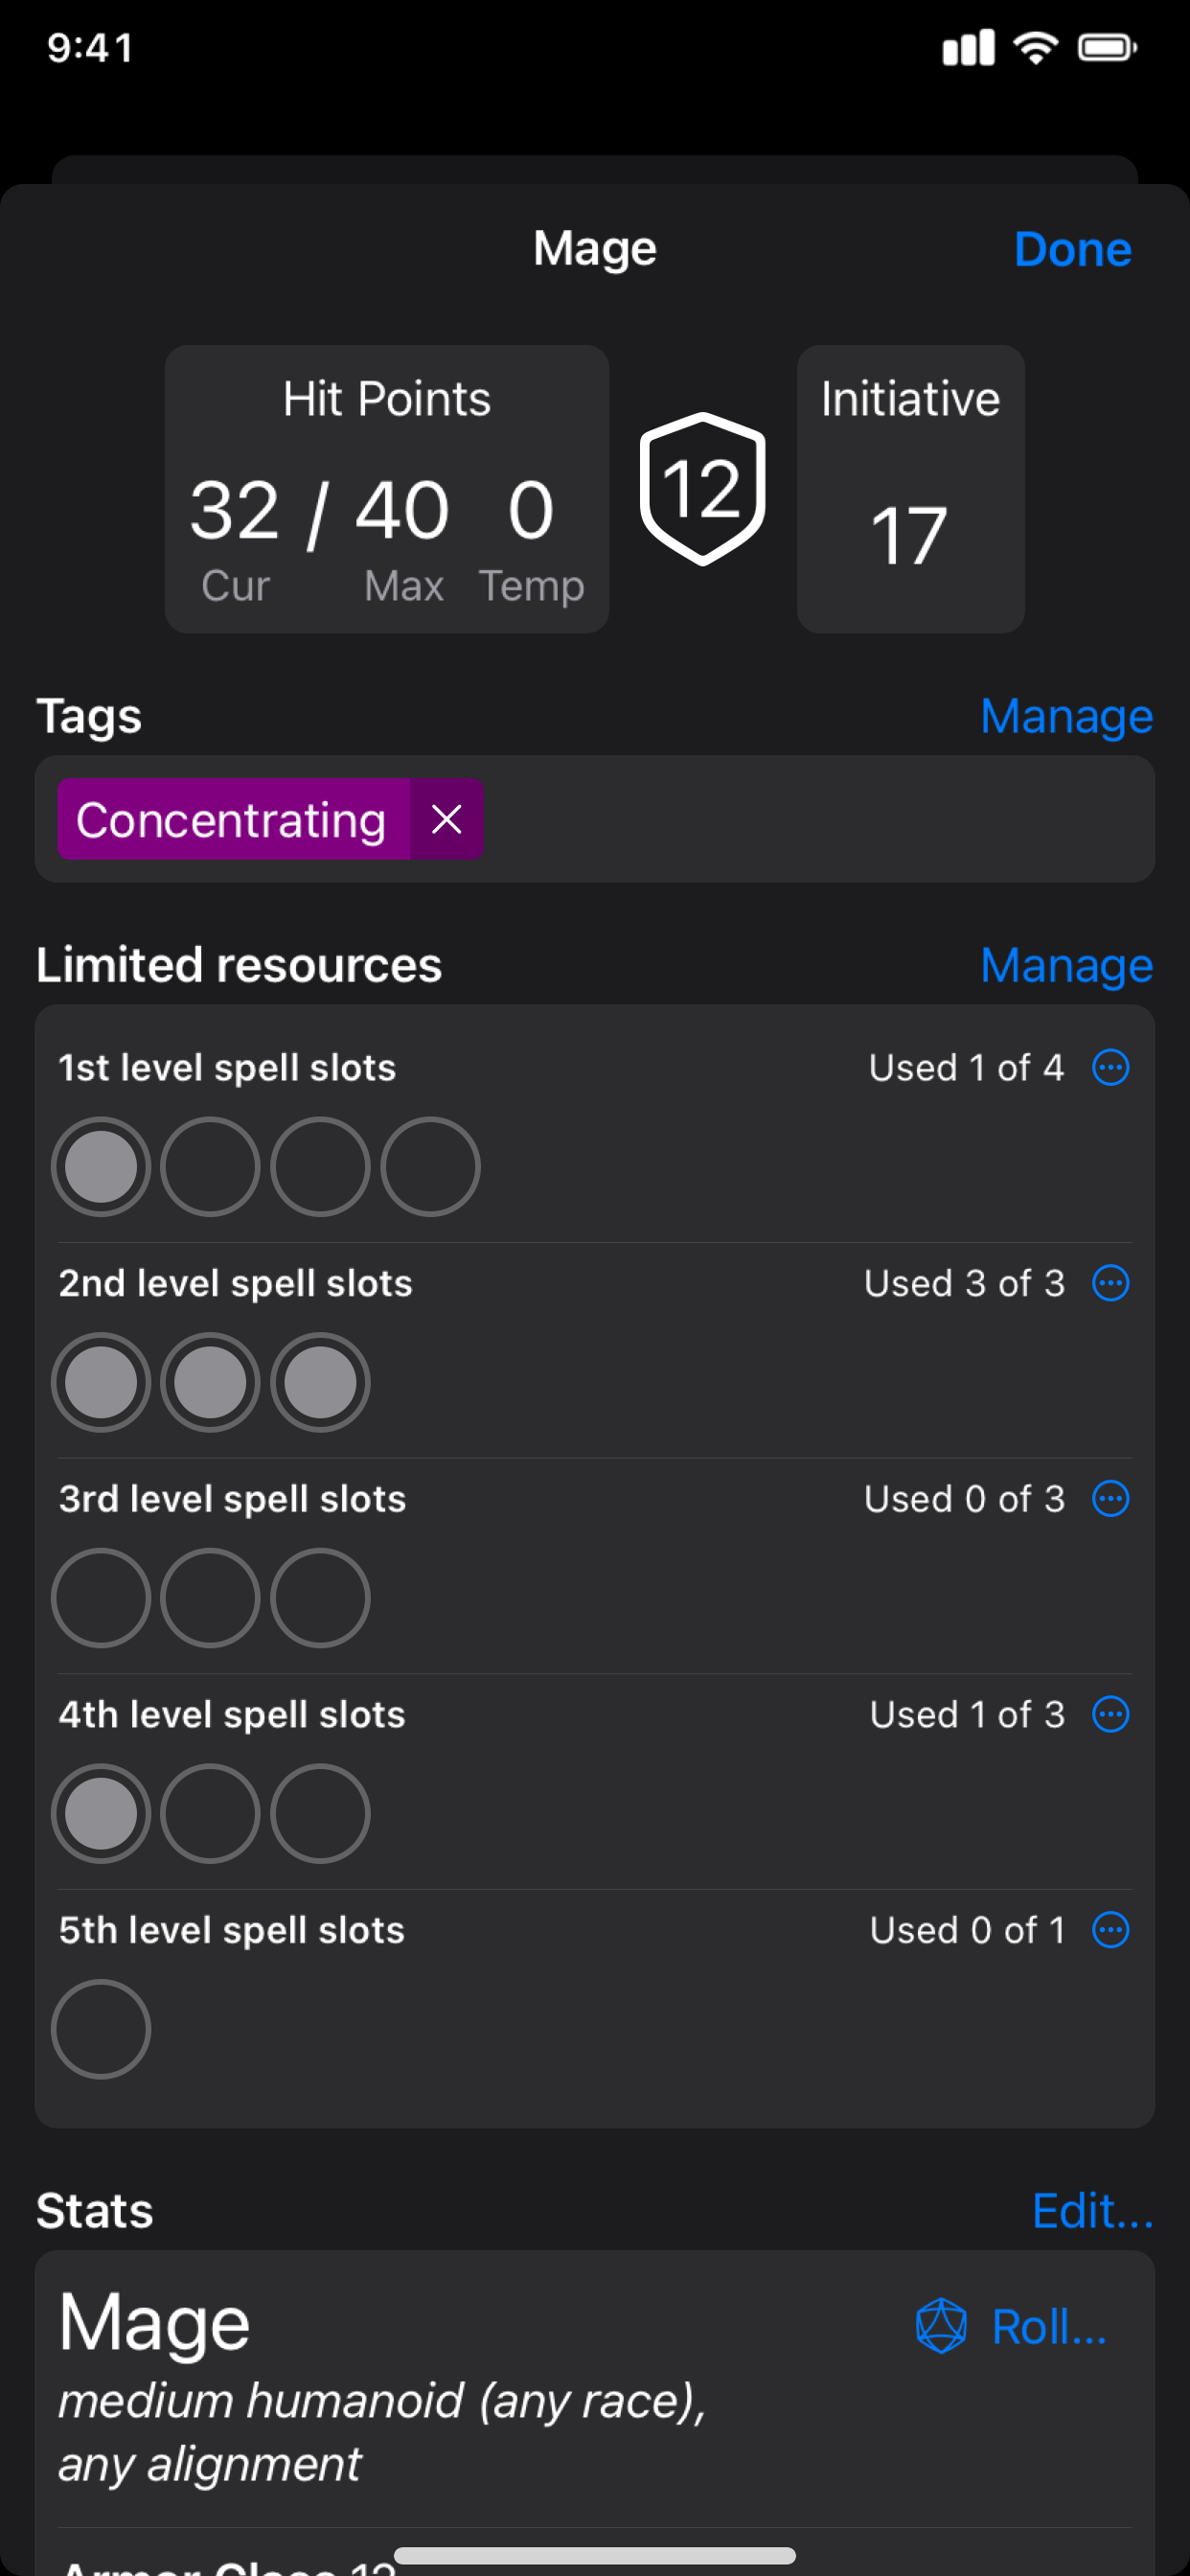 9:41
Mage
Done
Hit Points
Initiative
32 / 40 0
12
17
Cur Max Temp
Tags
Manage
Concentrating
Limited resources
Manage
1st level spell slots
Used 1 of 4
2nd level spell slots
Used 3 of 3
3rd level spell slots
Used 0 of 3
4th level spell slots
Used 1 of 3
5th level spell slots
Used 0 of 1
Stats
Edit...
Mage
Roll...
medium humanoid (any race),
any alignment
Armor Class 12